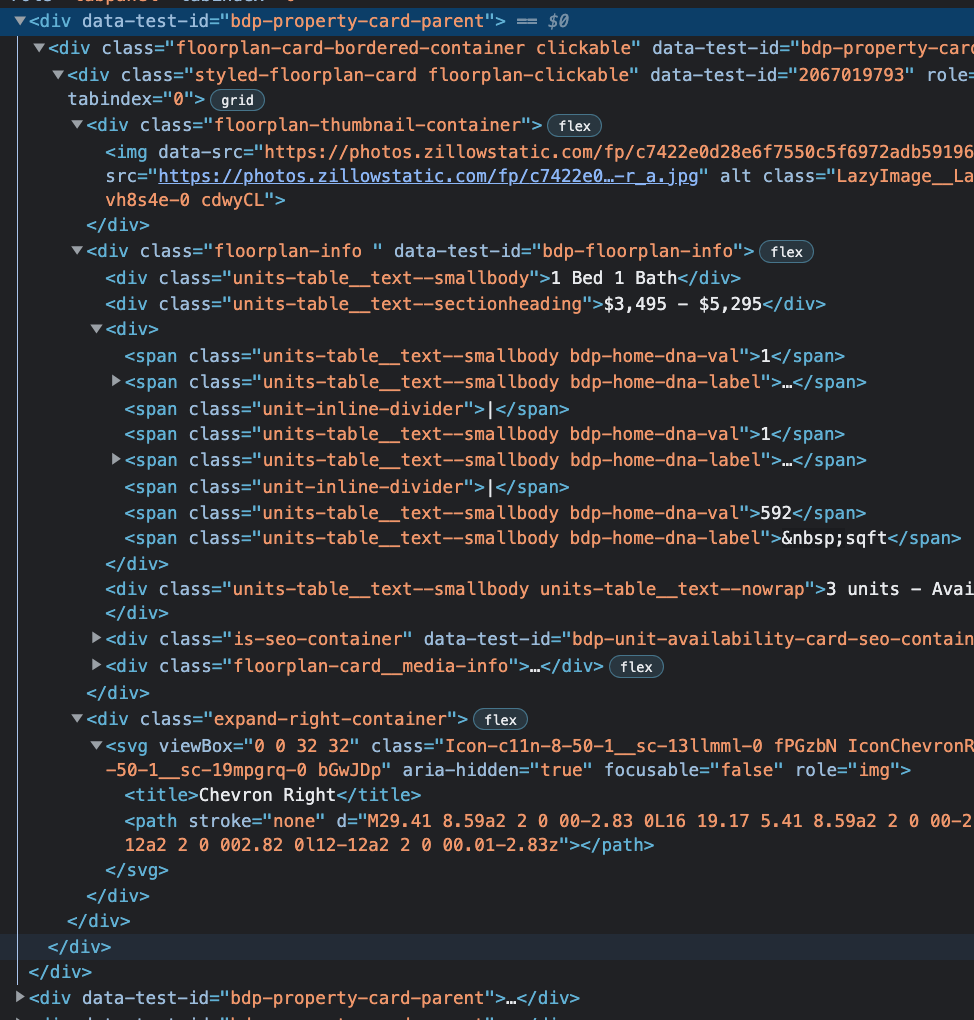 <div data-test-id="bdp-property-card-parent"> == $0
<div class="floorplan-card-bordered-container clickable" data-test-id="bdp-property-card
<div class="styled-floorplan-card floorplan-clickable" data-test-id="2067019793" role=
tabindex="0"> grid
<div class="floorplan-thumbnail-container"> flex
<img data-src="https://photos.zillowstatic.com/fp/c7422e0d28e6f7550c5f6972adb59196
src="https://photos.zillowstatic.com/fp/c7422e0…-r_a.jpg" alt class="LazyImage__La
vh8s4e-0 cdwyCL">
</div>
<div class="floorplan-info " data-test-id="bdp-floorplan-info"> flex
<div class="units-table__text--smallbody">1 Bed 1 Bath</div>
<div class="units-table__text--sectionheading">$3,495 - $5,295</div>
<div>
<span class="units-table__text--smallbody bdp-home-dna-val">1</span>
<span class="units-table__text--smallbody bdp-home-dna-label">…</span>
<span class="unit-inline-divider">|</span>
<span class="units-table__text--smallbody bdp-home-dna-val">1</span>
<span class="units-table__text--smallbody bdp-home-dna-label">…</span>
<span class="unit-inline-divider">|</span>
<span class="units-table__text--smallbody bdp-home-dna-val">592</span>
<span class="units-table__text--smallbody bdp-home-dna-label">&nbsp;sqft</span>
</div>
<div class="units-table__text--smallbody units-table__text--nowrap">3 units - Avai
</div>
<div class="is-seo-container" data-test-id="bdp-unit-availability-card-seo-contain
<div class="floorplan-card__media-info">…</div> flex
</div>
<div class="expand-right-container"> flex
<svg viewBox="0 0 32 32" class="Icon-c11n-8-50-1__sc-13llmml-0 fPGzbN IconChevronR
-50-1__sc-19mpgrq-0 bGwJDp" aria-hidden="true" focusable="false" role="img">
<title>Chevron Right</title>
<path stroke="none" d="M29.41 8.59a2 2 0 00-2.83 0L16 19.17 5.41 8.59a2 2 0 00-2
12a2 2 0 002.82 0l12-12a2 2 0 00.01-2.83z"></path>
</svg>
</div>
</div>
</div>
</div>
<div data-test-id="bdp-property-card-parent">…</div>